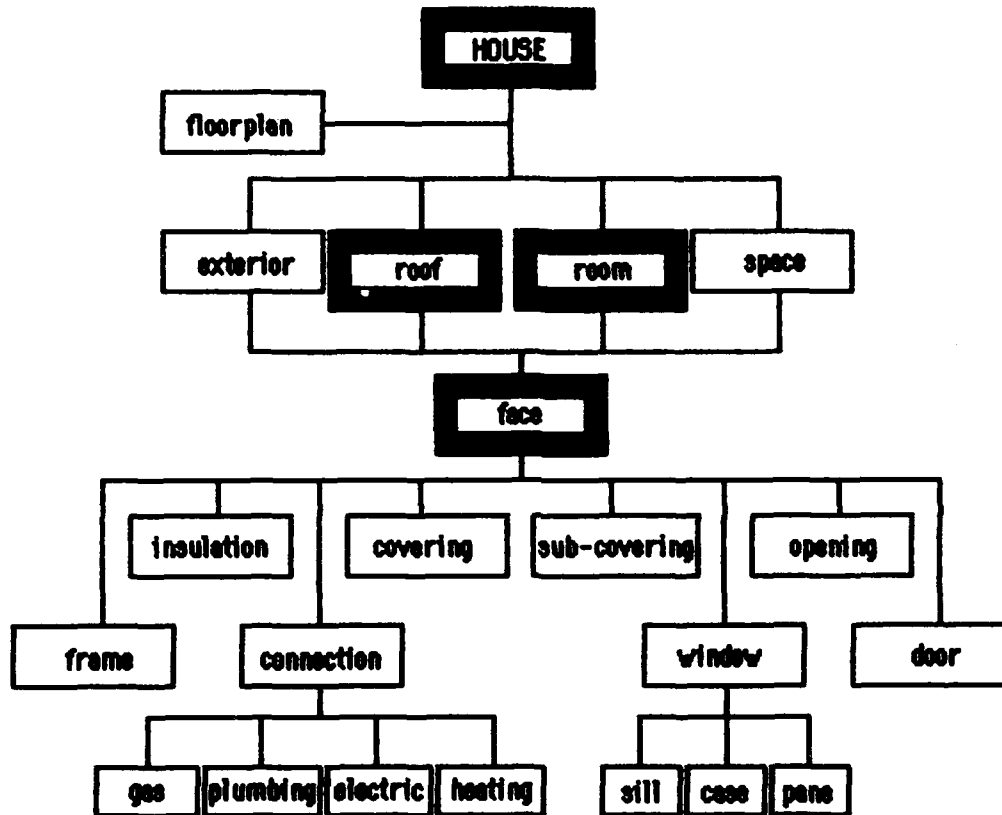 HOUSE
floorplan
exterior roof room space
face
insulation covering sub-covering opening
frame connection window door
gas plumbing electric heating sill case pane